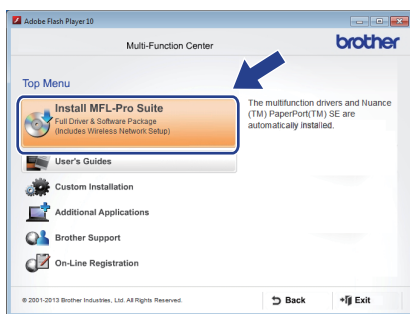 Adobe Flash Player 10
Multi-Function Center
brother
Top Menu
Install MFL-Pro Suite
Full Driver & Software Package
(Includes Wireless Network Setup)
The multifunction drivers and Nuance
(TM) PaperPort(TM) SE are
automatically installed.
User's Guides
Custom Installation
Additional Applications
Brother Support
On-Line Registration
© 2001-2013 Brother Industries, Ltd. All Rights Reserved.
Back
Exit